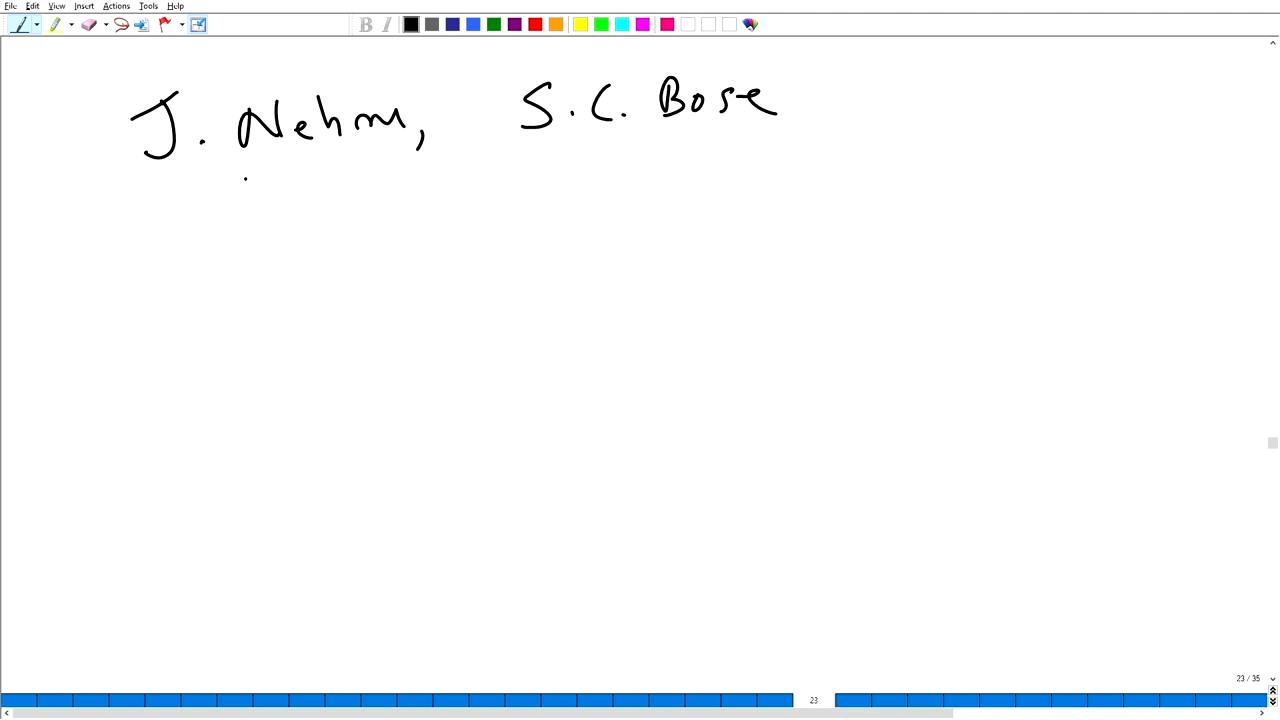 File Edit View Insert Actions Tools Help
B I
J. Nehru, S.C. Bose
23 / 35
23